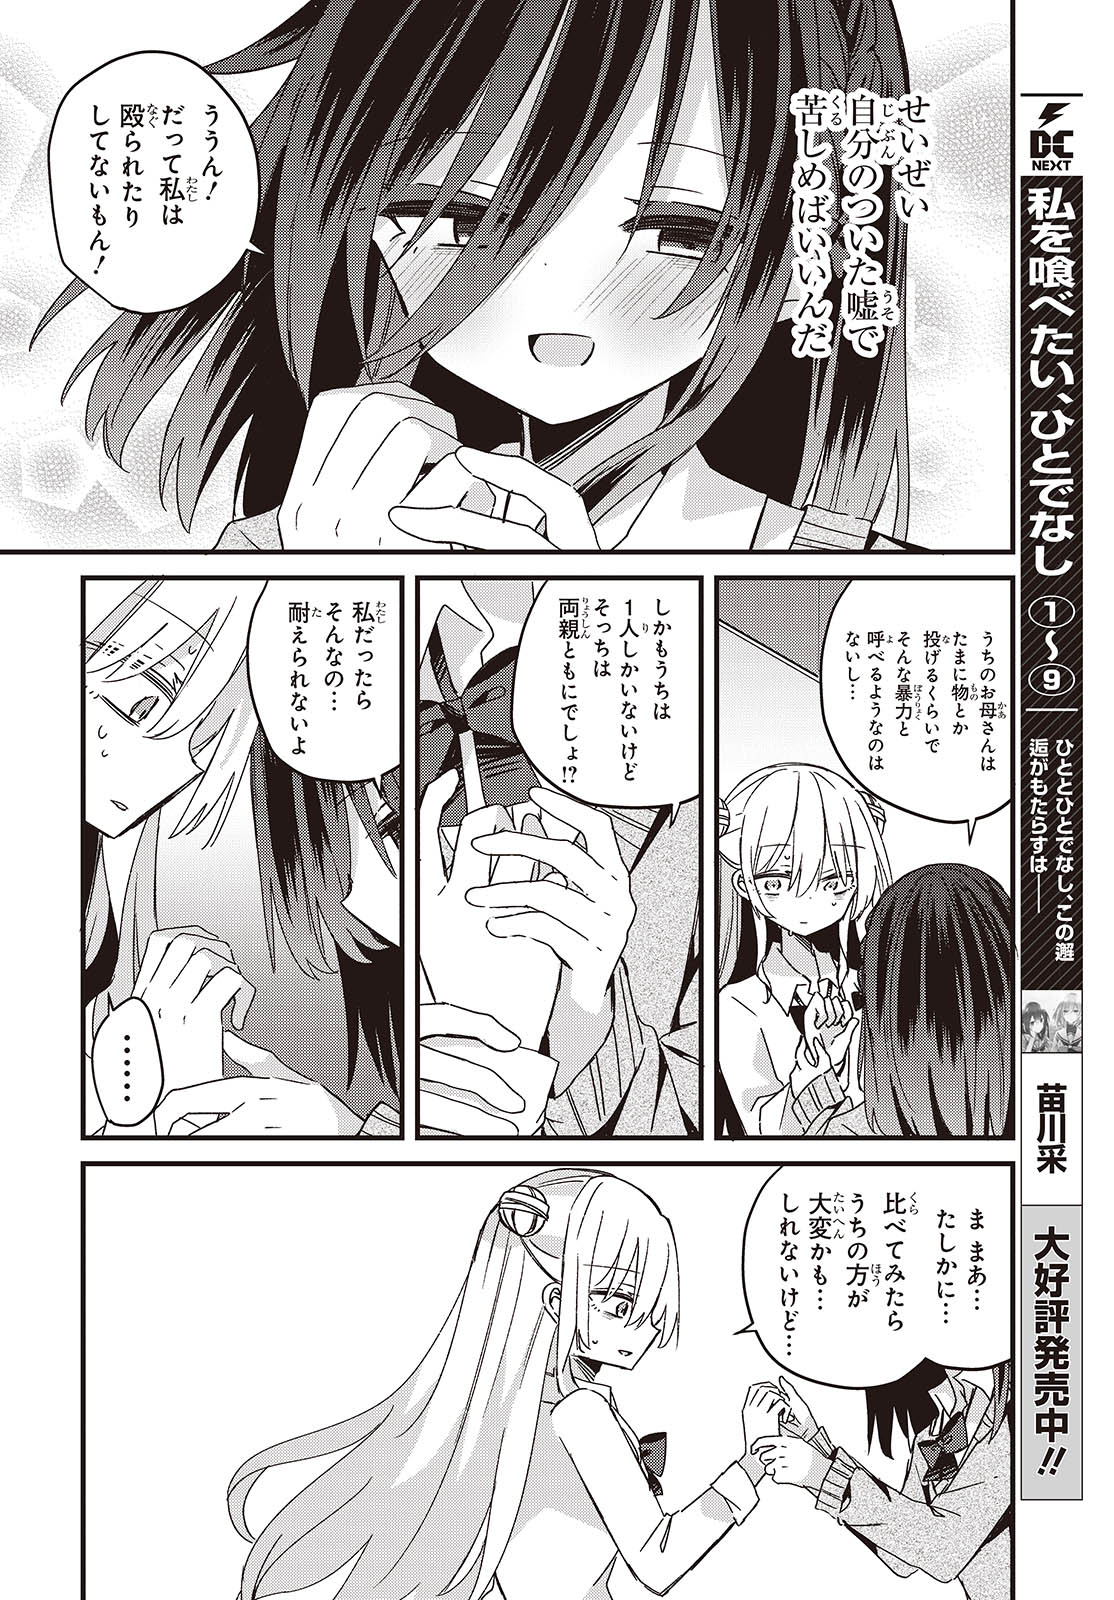 せいぜい
自分のついた嘘で
苦しめばいいんだ
ううん!
だって私は
殴られたり
してないもん!
うちのお母さんは
たまに物とか
投げるくらいで
そんな暴力と
呼べるようなのは
ないし…
しかもうちは
1人しかいないけど
そっちは
両親ともにでしょ!?
私だったら
そんなの…
耐えられないよ
……
ま まあ…
たしかに…
比べてみたら
うちの方が
大変かも…
しれないけど…
DC
NEXT
私を喰べたい、ひとでなし ①〜⑨
ひととひとでなし、この邂
逅がもたらすは――
苗川采
大好評発売中!!